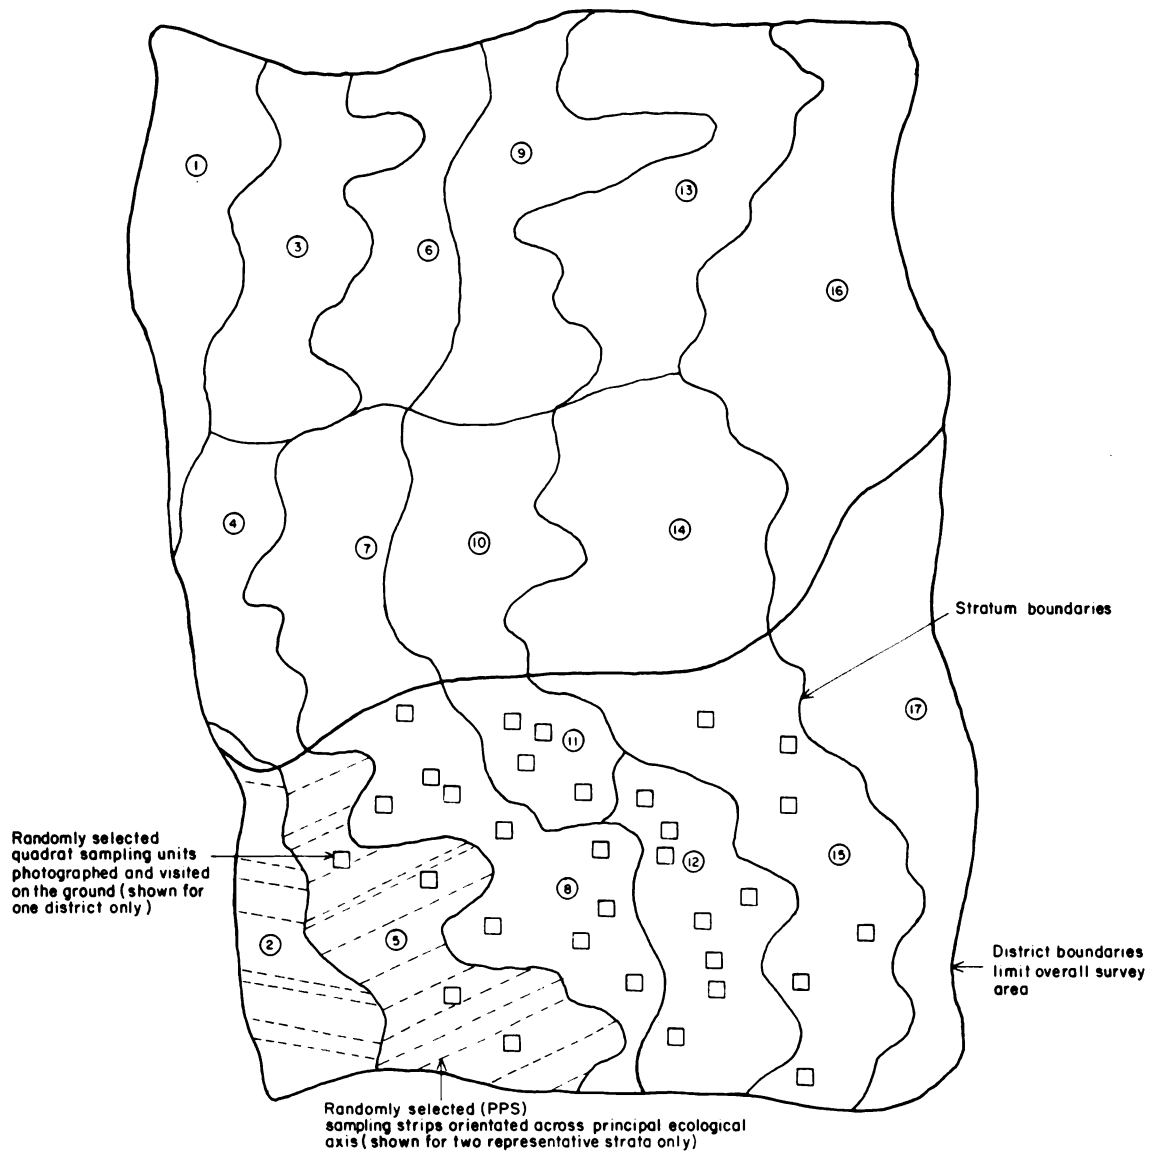 1
9
13
3
6
16
4
7
10
14
Stratum boundaries
17
11
Randomly selected
quadrat sampling units
photographed and visited
on the ground (shown for
one district only)
12
15
8
2
5
District boundaries
limit overall survey
area
Randomly selected (PPS)
sampling strips orientated across principal ecological
axis (shown for two representative strata only)